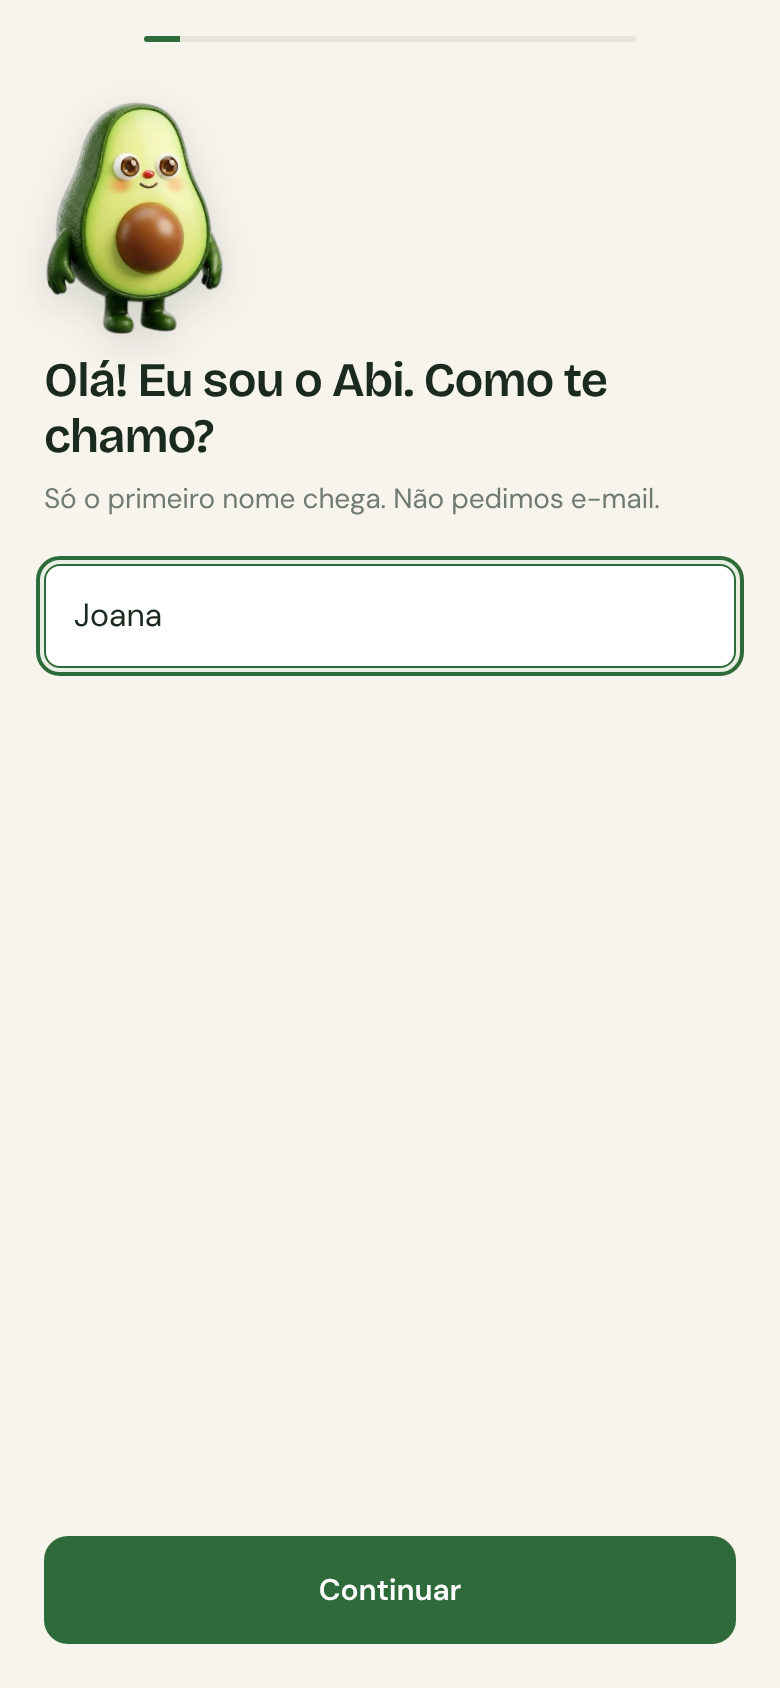 Olá! Eu sou o Abi. Como te
chamo?
Só o primeiro nome chega. Não pedimos e-mail.
Joana
Continuar